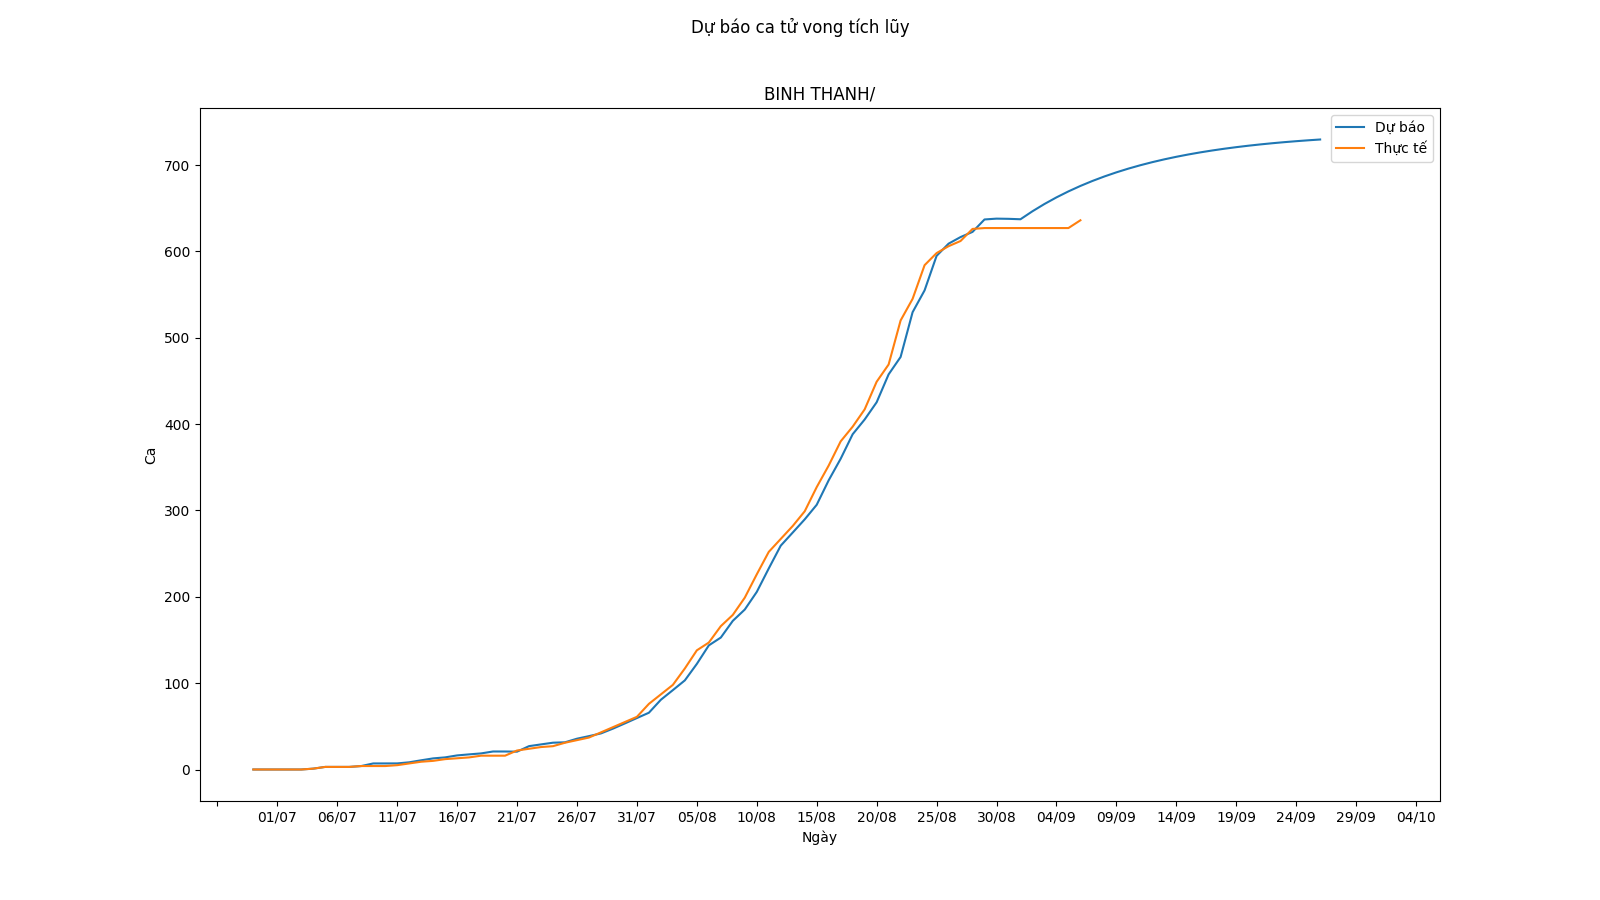 Dự báo ca tử vong tích lũy
BINH THANH/
Dự báo
Thực tế
700
600
500
400
300
200
100
0
Ca
01/07 06/07 11/07 16/07 21/07 26/07 31/07 05/08 10/08 15/08 20/08 25/08 30/08 04/09 09/09 14/09 19/09 24/09 29/09 04/10
Ngày